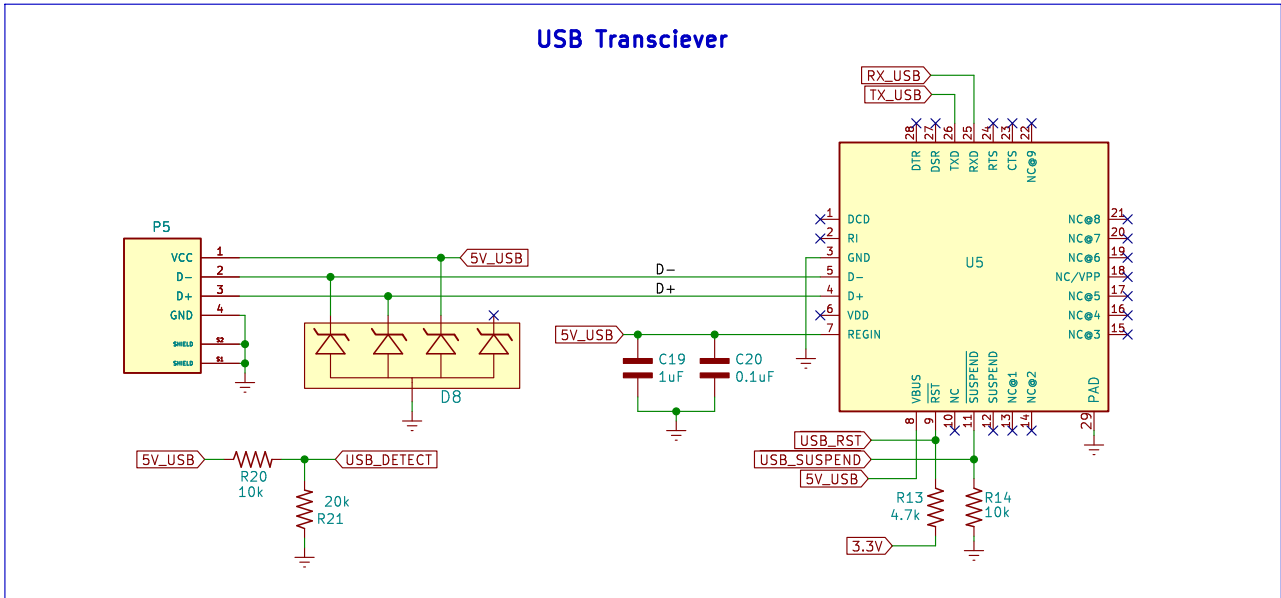 USB Transciever
RX_USB
TX_USB
28 27 26 25 24 23 22
DTR DSR TXD RXD RTS CTS NC@9
P5
VCC 1
D- 2
D+ 3
GND 4
SHIELD S2
SHIELD S1
5V_USB
D-
D+
D8
5V_USB
C19
1uF
C20
0.1uF
U5
1 DCD
2 RI
3 GND
5 D-
4 D+
6 VDD
7 REGIN
NC@8 21
NC@7 20
NC@6 19
NC/VPP 18
NC@5 17
NC@4 16
NC@3 15
VBUS RST NC SUSPEND SUSPEND NC@1 NC@2 PAD
8 9 10 11 12 13 14 29
USB_RST
USB_SUSPEND
5V_USB
R13
4.7k
R14
10k
3.3V
5V_USB
R20
10k
USB_DETECT
20k
R21